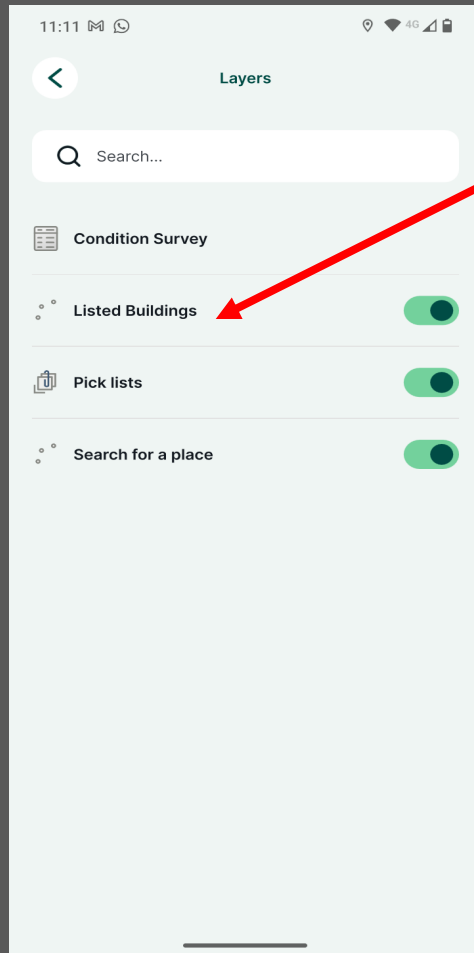 11:11 4G
Layers
Search...
Condition Survey
Listed Buildings
Pick lists
Search for a place